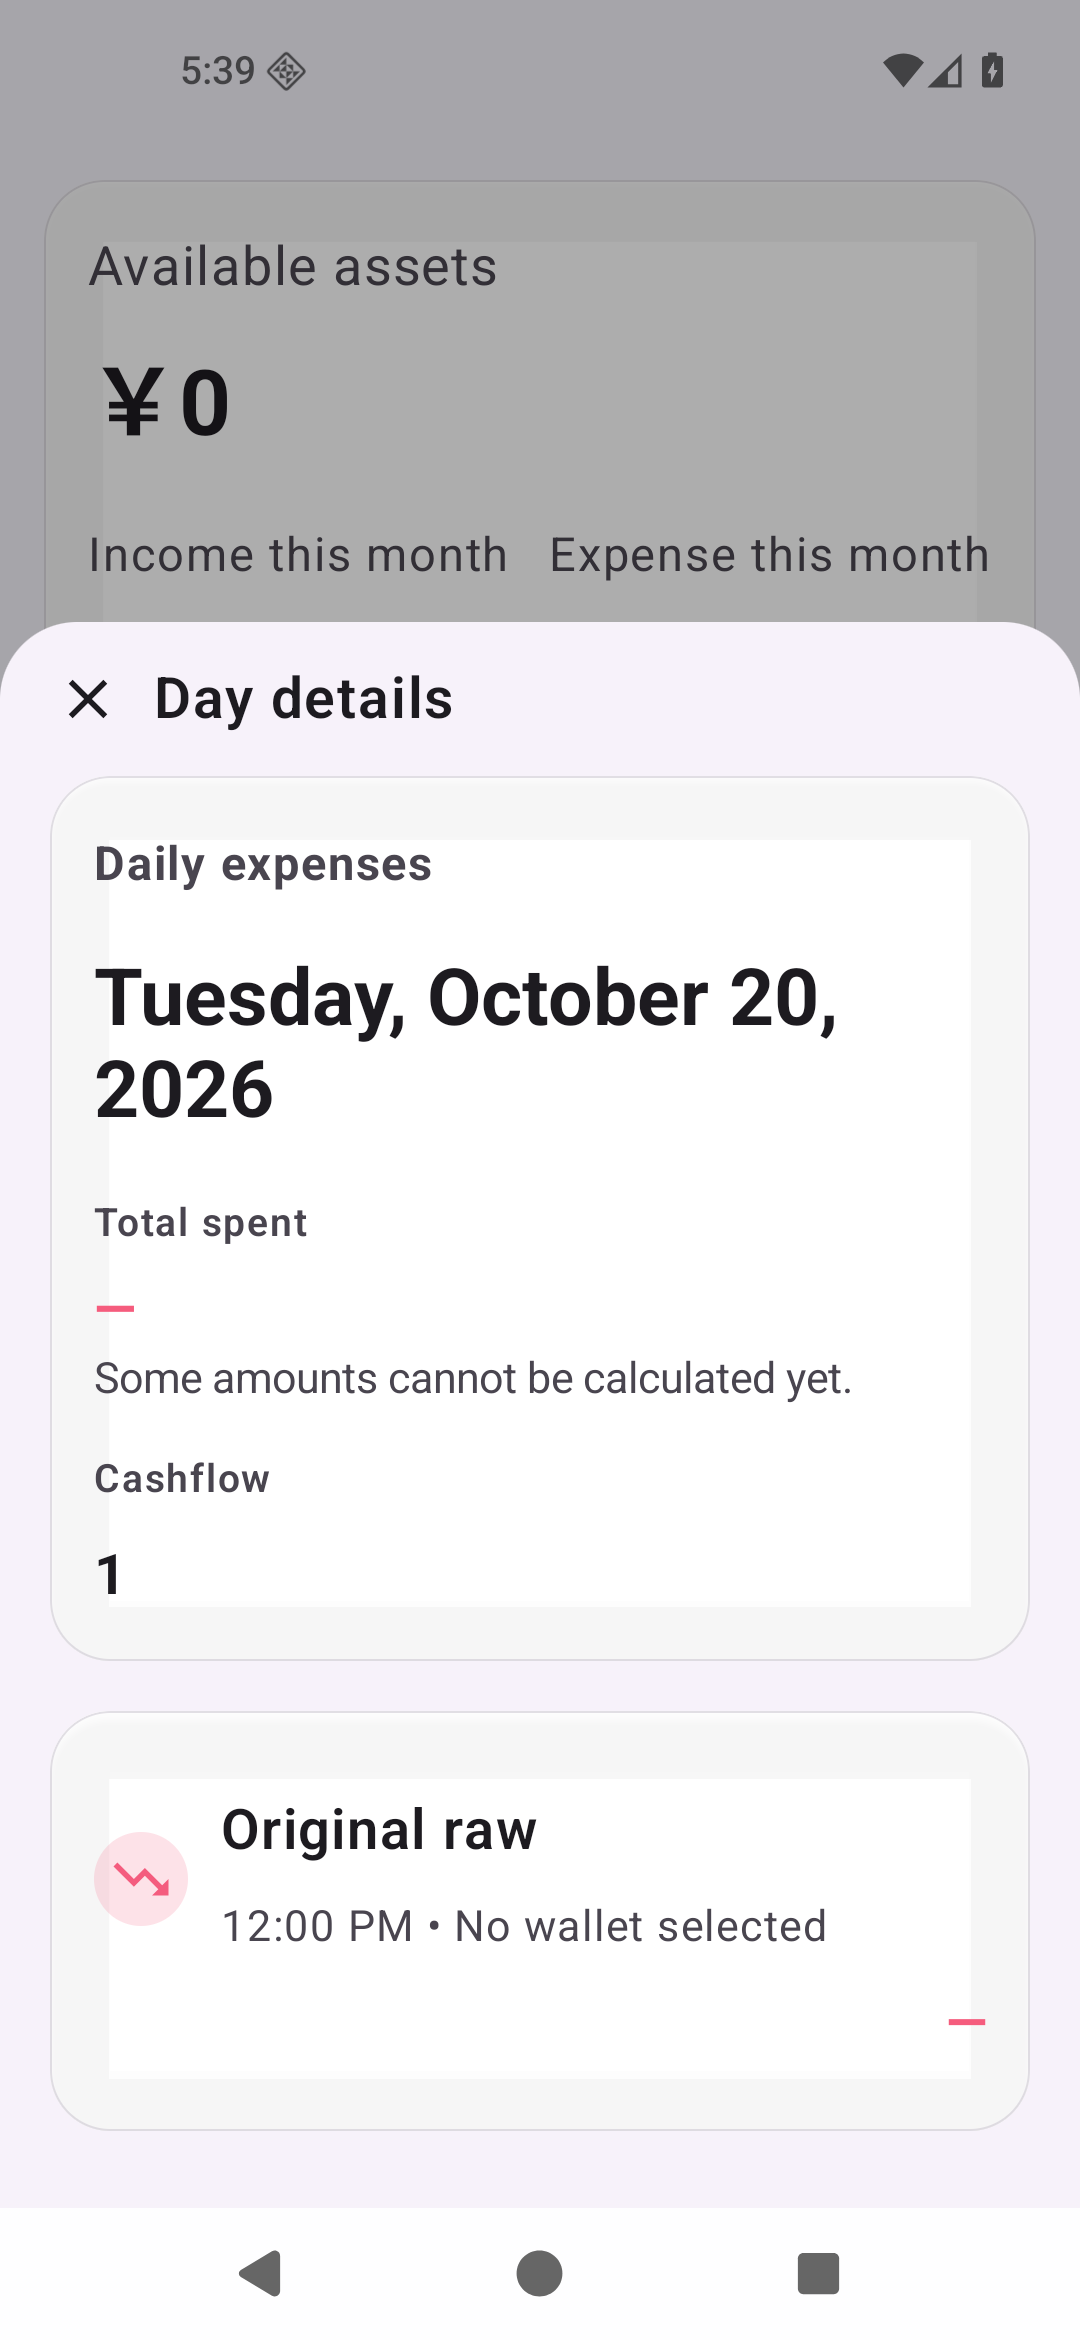 5:39
Available assets
¥0
Income this month Expense this month
Day details
Daily expenses
Tuesday, October 20,
2026
Total spent
—
Some amounts cannot be calculated yet.
Cashflow
1
Original raw
12:00 PM • No wallet selected
—